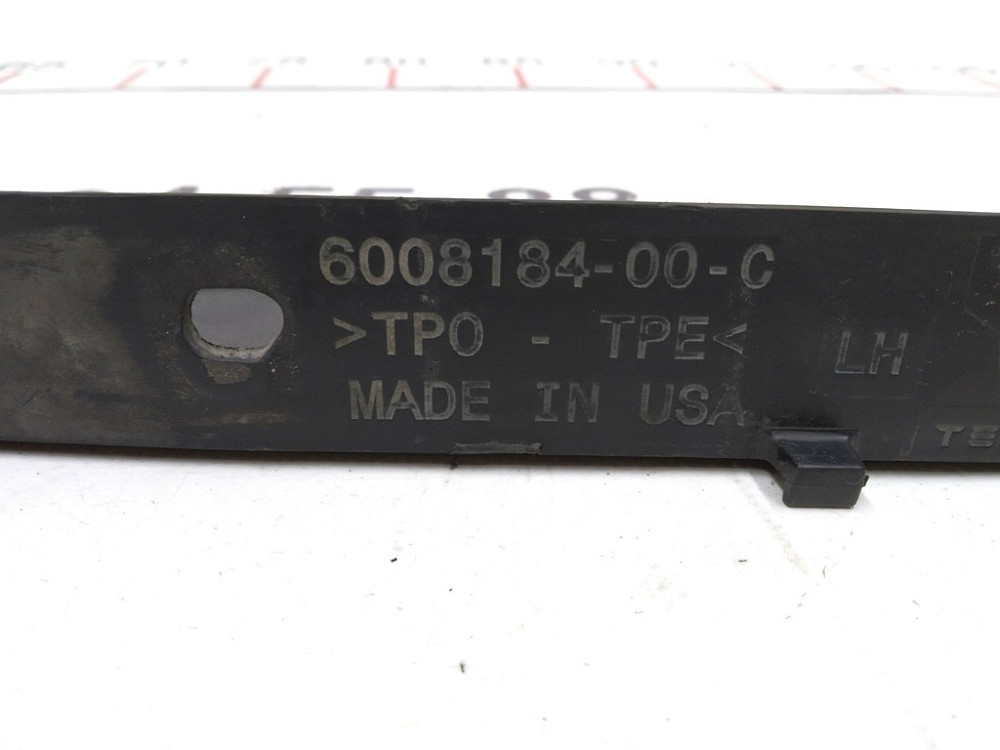 6008184-00-C
>TPO - TPE<
LH
MADE IN USA